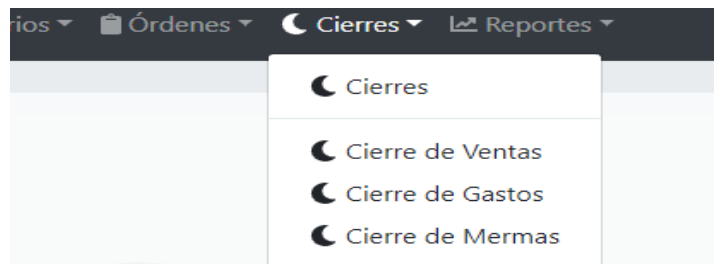 rios Órdenes Cierres Reportes
Cierres
Cierre de Ventas
Cierre de Gastos
Cierre de Mermas